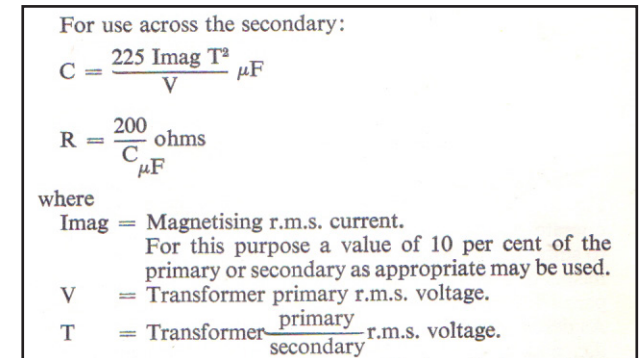 For use across the secondary:
C = 225 Imag T² / V μF
R = 200 / C μF ohms
where
Imag = Magnetising r.m.s. current.
For this purpose a value of 10 per cent of the
primary or secondary as appropriate may be used.
V = Transformer primary r.m.s. voltage.
T = Transformer primary / secondary r.m.s. voltage.